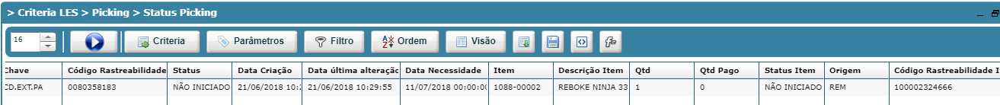 > Criteria LES > Picking > Status Picking
16 Criteria Parâmetros Filtro Ordem Visão
Chave Código Rastreabilidade Status Data Criação Data última alteração Data Necessidade Item Descrição Item Qtd Qtd Pago Status Item Origem Código Rastreabilidade I
CD.EXT.PA 0080358183 NÃO INICIADO 21/06/2018 10:2 21/06/2018 10:29:55 11/07/2018 00:00:00 1088-00002 REBOKE NINJA 33 1 0 NÃO INICIADO REM 100002324666